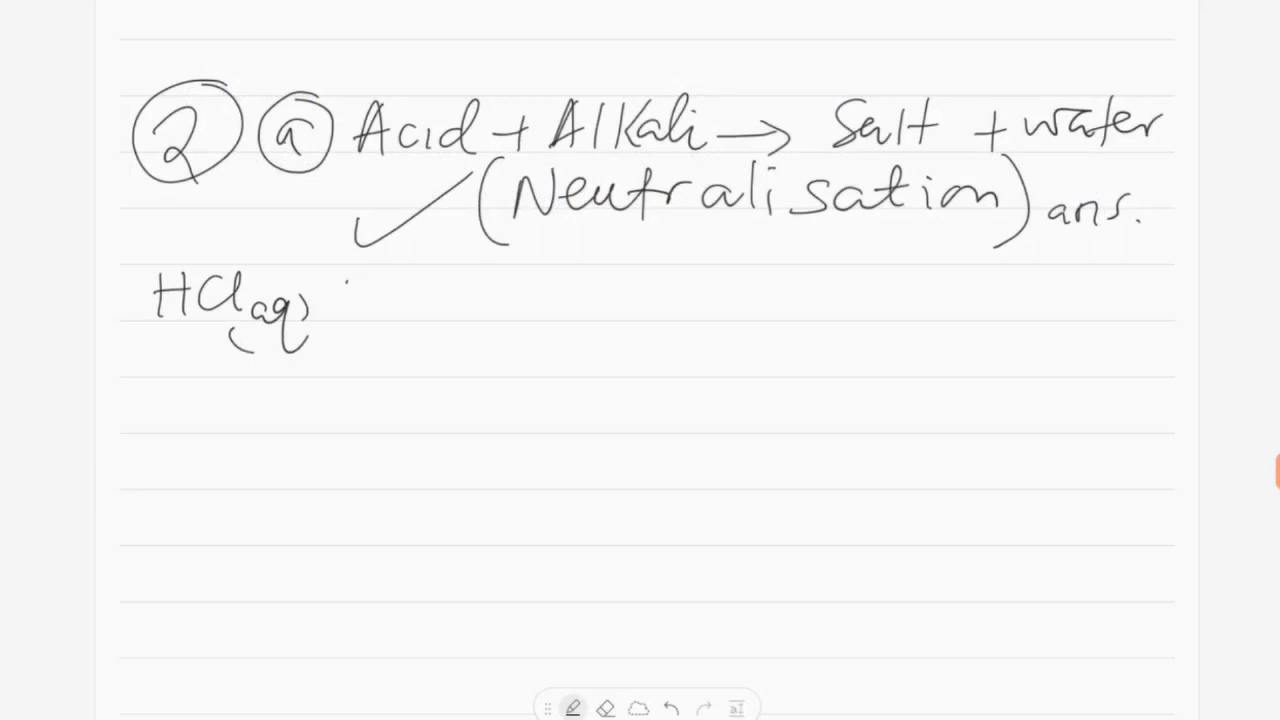 2 a Acid + Alkali → Salt + water
(Neutralisation) ans.
HCl(aq)